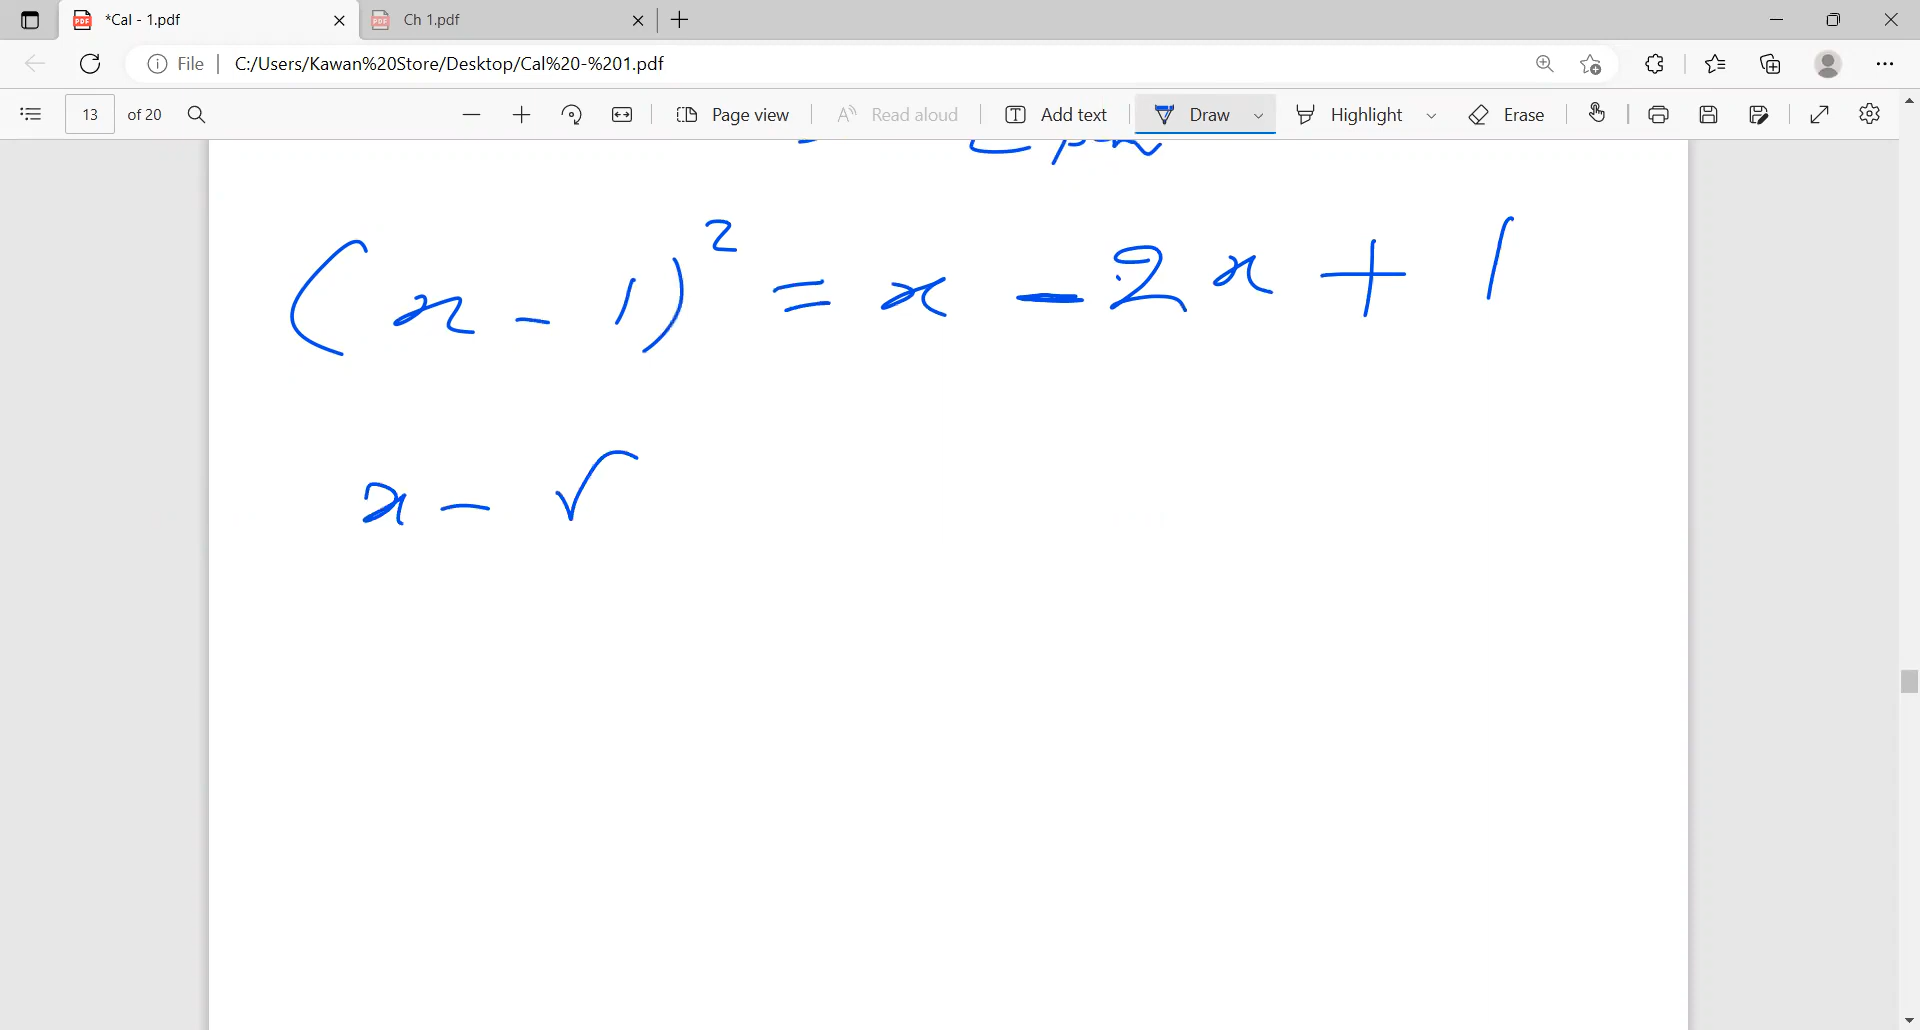 *Cal - 1.pdf
Ch 1.pdf
File
C:/Users/Kawan%20Store/Desktop/Cal%20-%201.pdf
13 of 20
Page view
Read aloud
Add text
Draw
Highlight
Erase
(x - 1)² = x - 2x + 1
x - √